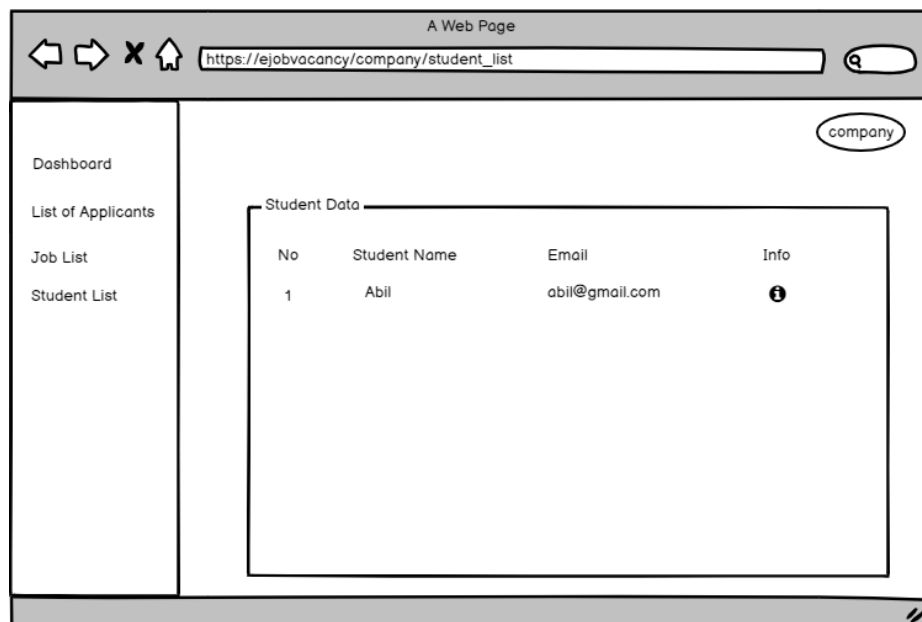 A Web Page
https://ejobvacancy/company/student_list
company
Dashboard
List of Applicants
Job List
Student List
Student Data
No Student Name Email Info
1 Abil abil@gmail.com